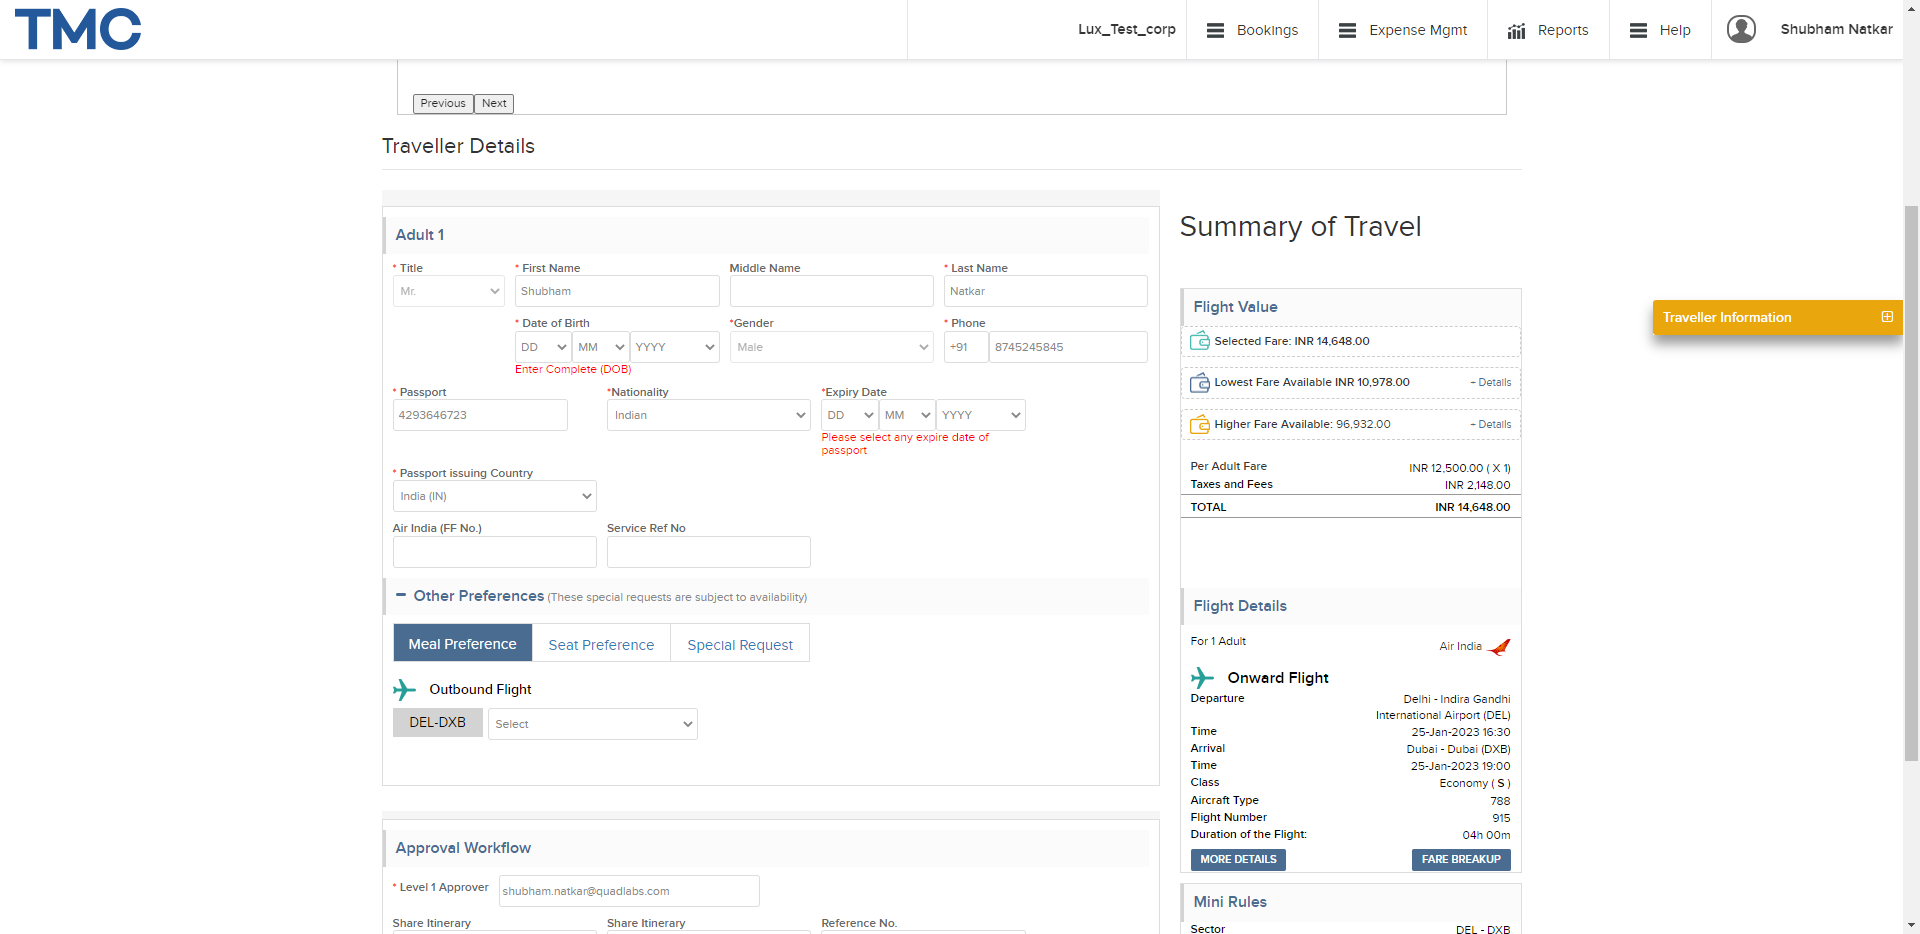 TMC
Lux_Test_corp
Bookings
Expense Mgmt
Reports
Help
Shubham Natkar
Previous
Next
Traveller Details
Adult 1
* Title
* First Name
Middle Name
* Last Name
Mr.
Shubham
Natkar
* Date of Birth
*Gender
* Phone
DD
MM
YYYY
Male
+91
8745245845
Enter Complete (DOB)
* Passport
*Nationality
*Expiry Date
4293646723
Indian
DD
MM
YYYY
Please select any expire date of
passport
* Passport issuing Country
India (IN)
Air India (FF No.)
Service Ref No
Other Preferences (These special requests are subject to availability)
Meal Preference
Seat Preference
Special Request
Outbound Flight
DEL-DXB
Select
Approval Workflow
* Level 1 Approver
shubham.natkar@quadlabs.com
Share Itinerary
Share Itinerary
Reference No.
Summary of Travel
Flight Value
Selected Fare: INR 14,648.00
Lowest Fare Available INR 10,978.00
- Details
Higher Fare Available: 96,932.00
- Details
Per Adult Fare
INR 12,500.00 ( X 1)
Taxes and Fees
INR 2,148.00
TOTAL
INR 14,648.00
Flight Details
For 1 Adult
Air India
Onward Flight
Departure
Delhi - Indira Gandhi
International Airport (DEL)
Time
25-Jan-2023 16:30
Arrival
Dubai - Dubai (DXB)
Time
25-Jan-2023 19:00
Class
Economy ( S )
Aircraft Type
788
Flight Number
915
Duration of the Flight:
04h 00m
MORE DETAILS
FARE BREAKUP
Mini Rules
Sector
DEL - DXB
Traveller Information